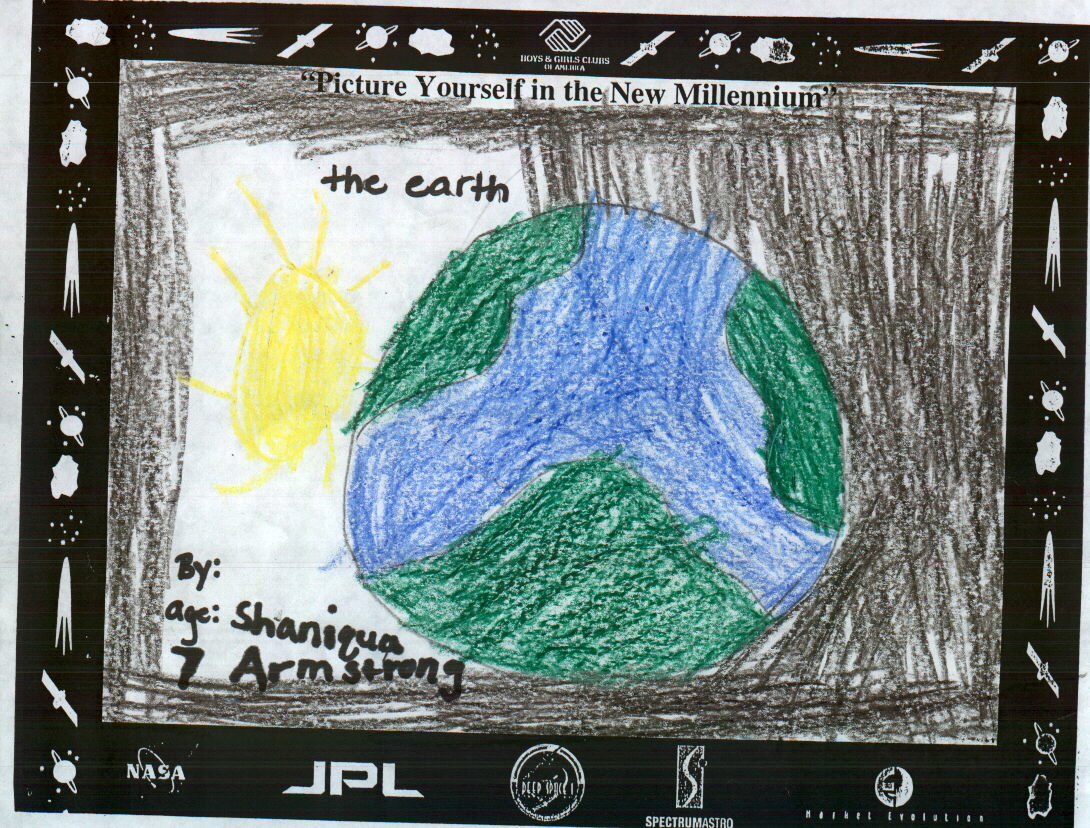 BOYS & GIRLS CLUBS
OF AMERICA
"Picture Yourself in the New Millennium"
the earth
By:
age: Shaniqua
7 Armstrong
NASA
JPL
DEEP SPACE 1
SPECTRUMASTRO
Market Evolution